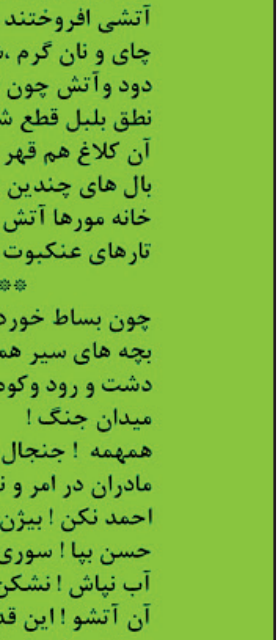 آتشی افروختند
چای و نان گرم ،
دود وآتش چون
نطق بلبل قطع
آن کلاغ هم قهر
بال های چندین
خانه مورها آتش
تارهای عنکبوت
**
چون بساط
بچه های سیر
دشت و رود وکوه
میدان جنگ !
همهمه ! جنجال
مادران در امر و
احمد نکن ! بیژن
حسن بپا ! سوری
آب نپاش ! نشکن
آن آتشو ! این